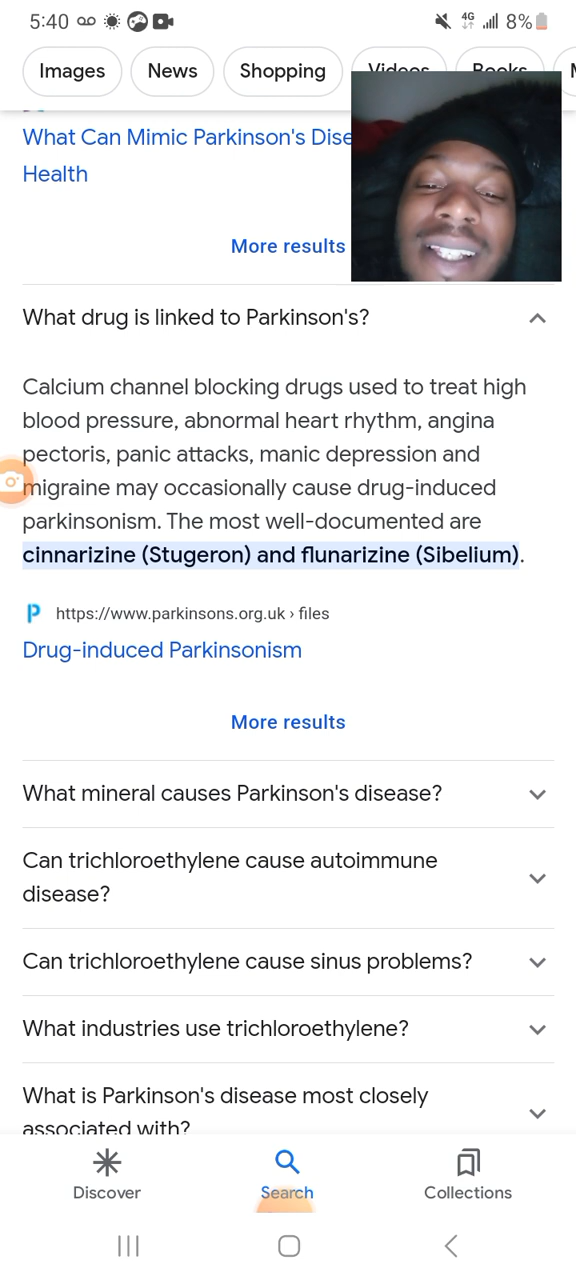 5:40 4G 8%
Images News Shopping Videos Books
What Can Mimic Parkinson's Dise
Health
More results
What drug is linked to Parkinson's?
Calcium channel blocking drugs used to treat high
blood pressure, abnormal heart rhythm, angina
pectoris, panic attacks, manic depression and
migraine may occasionally cause drug-induced
parkinsonism. The most well-documented are
cinnarizine (Stugeron) and flunarizine (Sibelium).
https://www.parkinsons.org.uk › files
Drug-induced Parkinsonism
More results
What mineral causes Parkinson's disease?
Can trichloroethylene cause autoimmune
disease?
Can trichloroethylene cause sinus problems?
What industries use trichloroethylene?
What is Parkinson's disease most closely
associated with?
Discover Search Collections